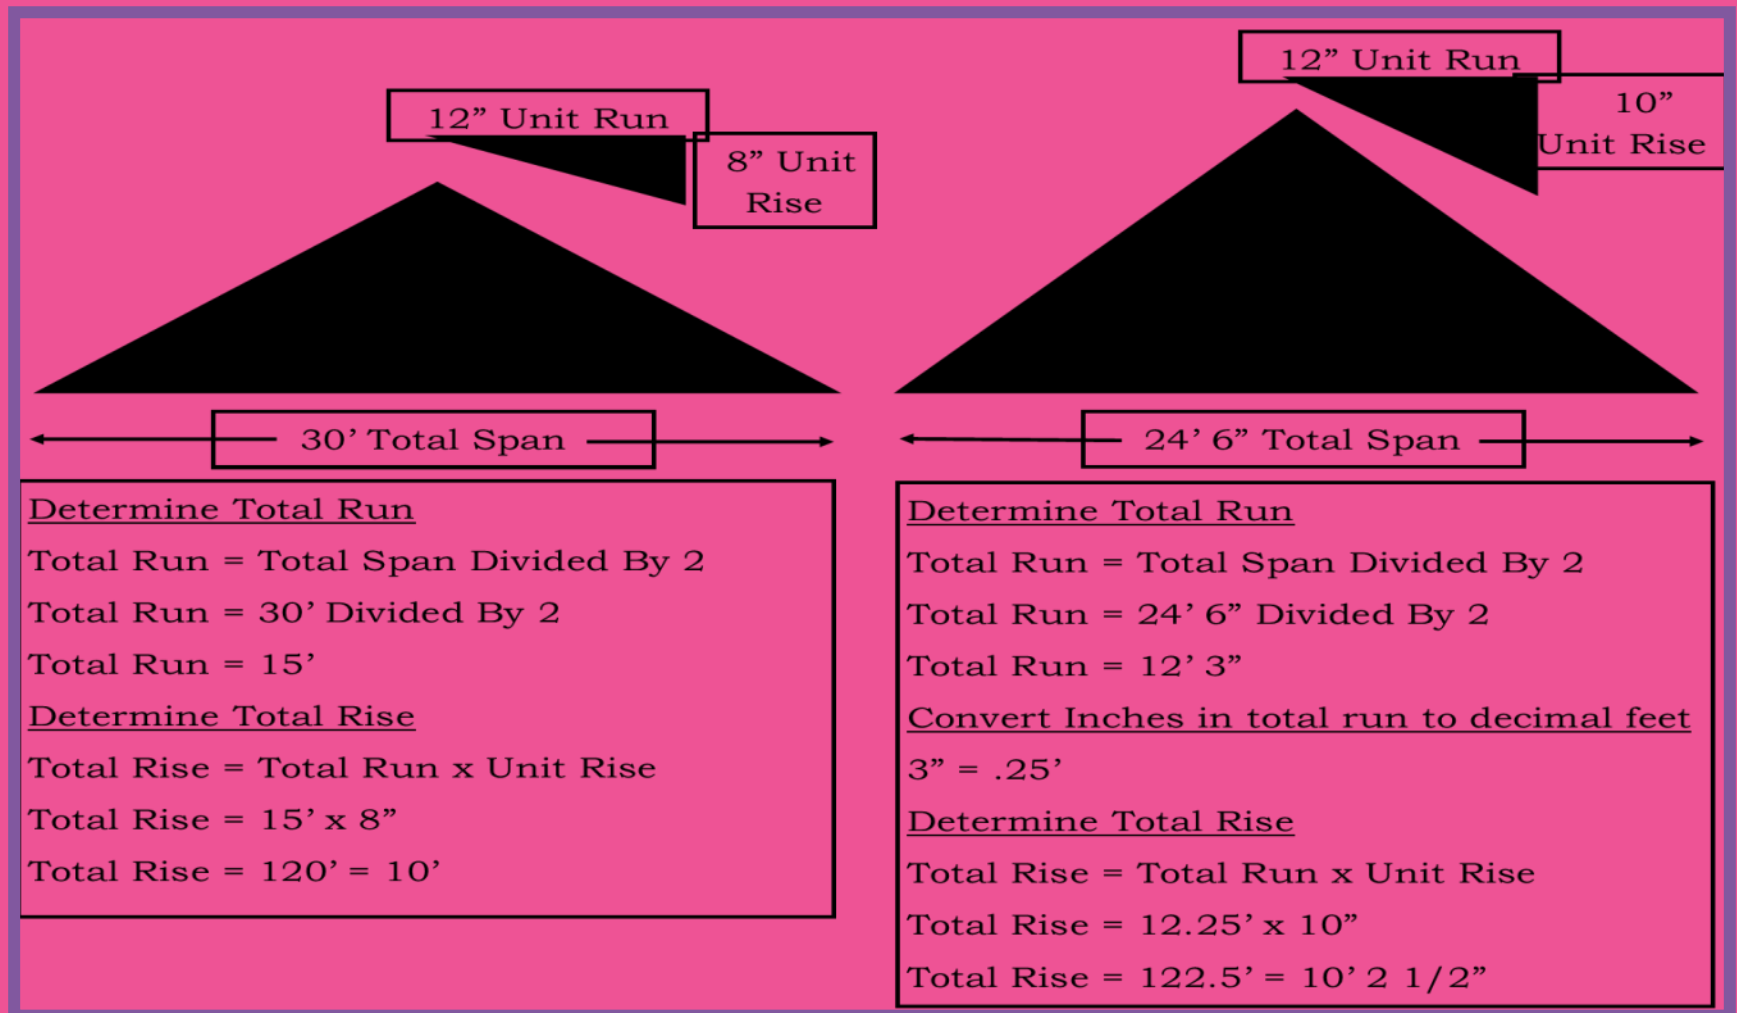 12” Unit Run
8” Unit
Rise
30’ Total Span
Determine Total Run
Total Run = Total Span Divided By 2
Total Run = 30’ Divided By 2
Total Run = 15’
Determine Total Rise
Total Rise = Total Run x Unit Rise
Total Rise = 15’ x 8”
Total Rise = 120’ = 10’
12” Unit Run
10”
Unit Rise
24’ 6” Total Span
Determine Total Run
Total Run = Total Span Divided By 2
Total Run = 24’ 6” Divided By 2
Total Run = 12’ 3”
Convert Inches in total run to decimal feet
3” = .25’
Determine Total Rise
Total Rise = Total Run x Unit Rise
Total Rise = 12.25’ x 10”
Total Rise = 122.5’ = 10’ 2 1/2”